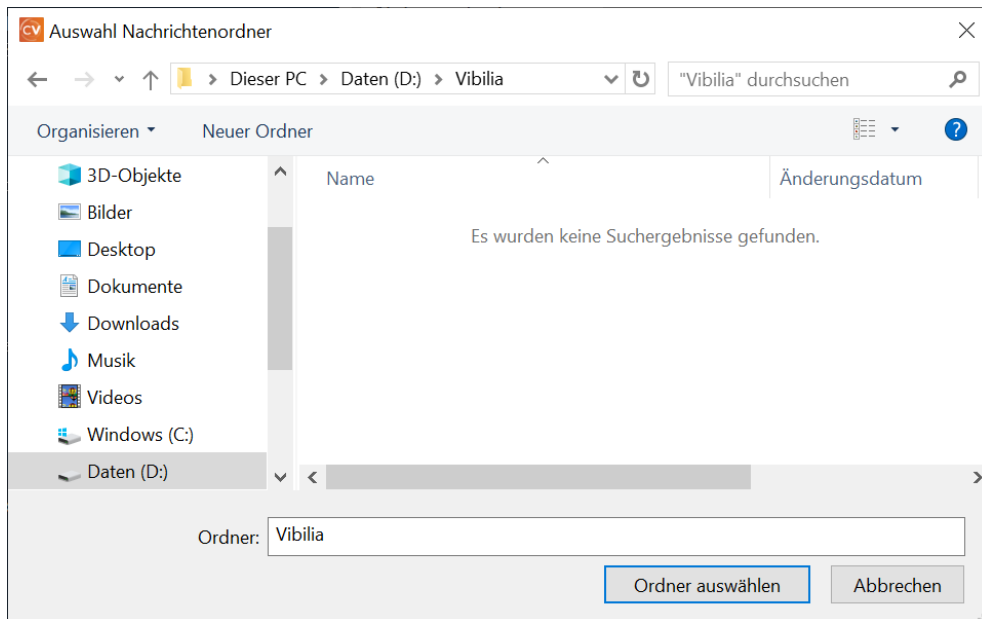 CV Auswahl Nachrichtenordner
Dieser PC > Daten (D:) > Vibilia "Vibilia" durchsuchen
Organisieren Neuer Ordner ?
Name Änderungsdatum
3D-Objekte
Es wurden keine Suchergebnisse gefunden.
Bilder
Desktop
Dokumente
Downloads
Musik
Videos
Windows (C:)
Daten (D:)
Ordner: Vibilia
Ordner auswählen Abbrechen